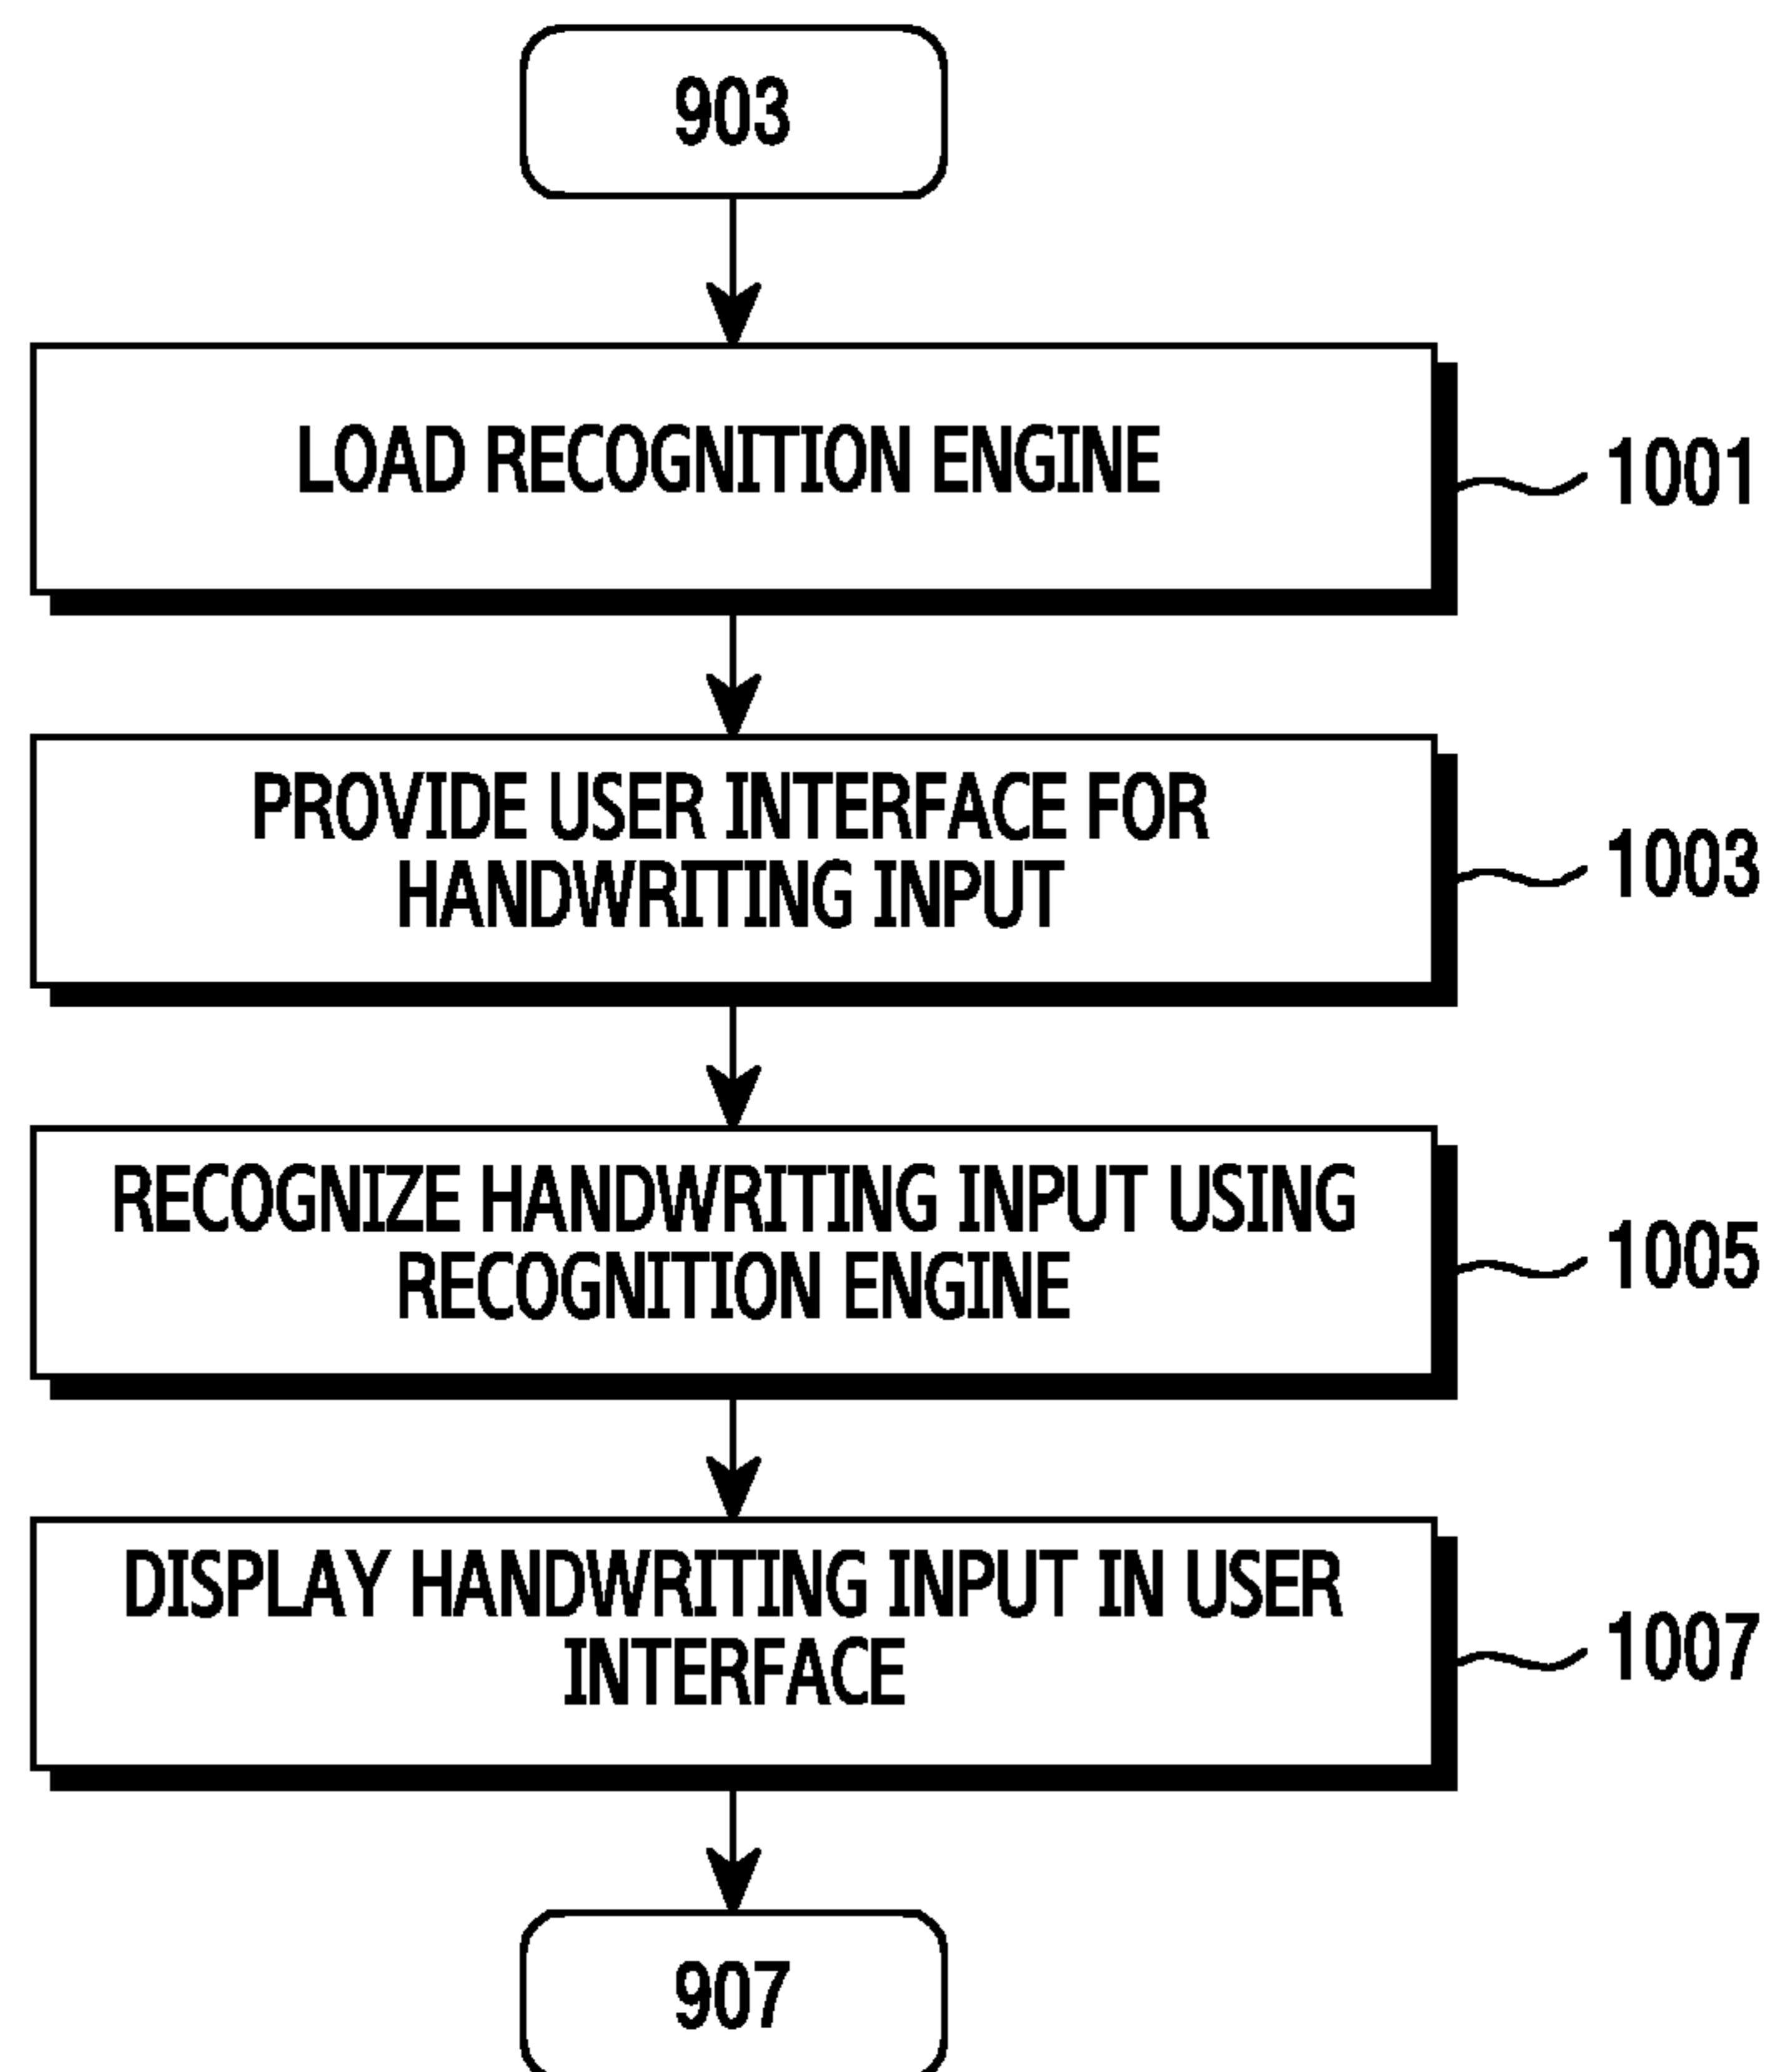 903
LOAD RECOGNITION ENGINE
1001
PROVIDE USER INTERFACE FOR
HANDWRITING INPUT
1003
RECOGNIZE HANDWRITING INPUT USING
RECOGNITION ENGINE
1005
DISPLAY HANDWRITING INPUT IN USER
INTERFACE
1007
907